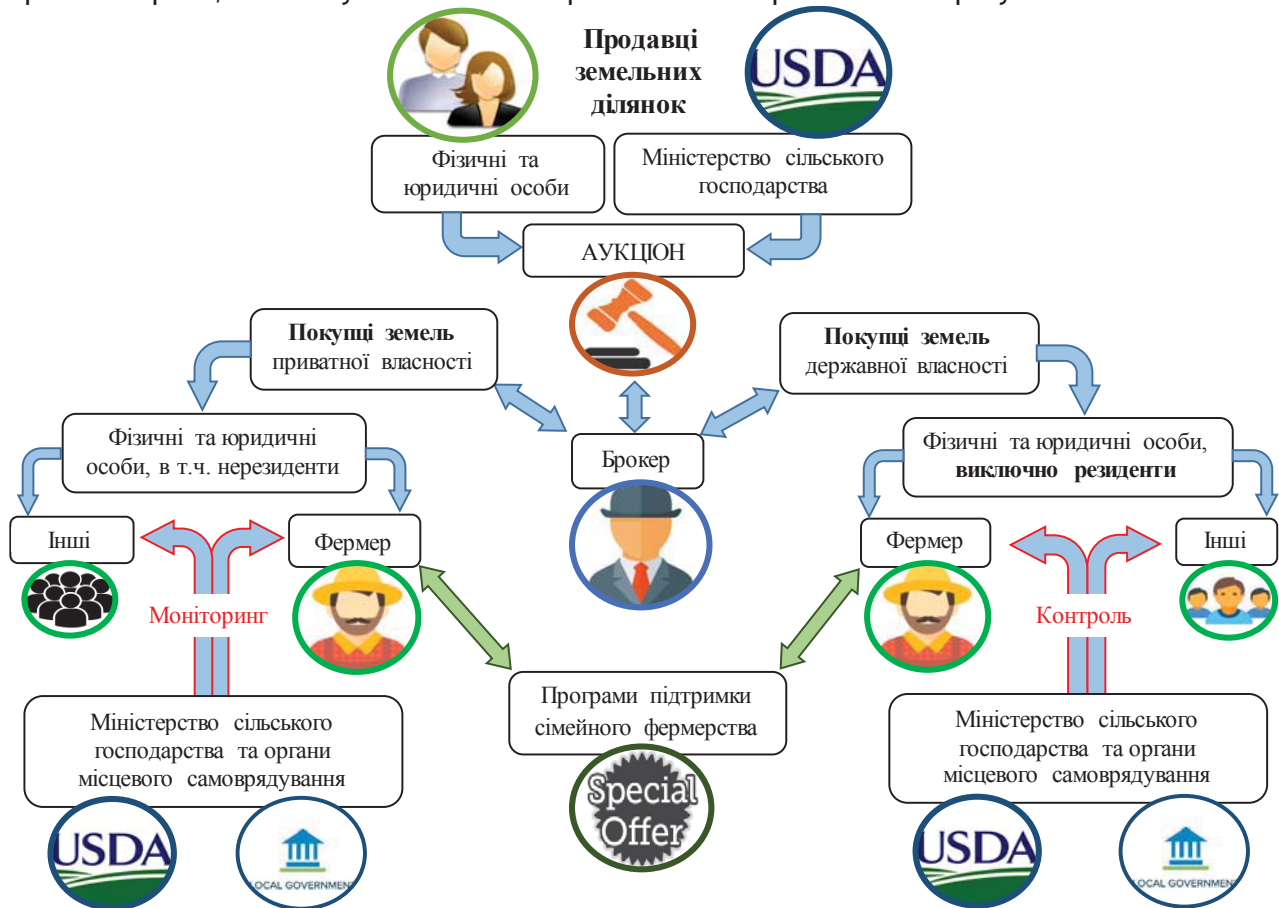 Продавці
земельних
ділянок
USDA
Фізичні та
юридичні особи
Міністерство сільського
господарства
АУКЦІОН
Покупці земель
приватної власності
Покупці земель
державної власності
Фізичні та юридичні
особи, в т.ч. нерезиденти
Брокер
Фізичні та юридичні особи,
виключно резиденти
Інші
Фермер
Фермер
Інші
Моніторинг
Контроль
Програми підтримки
сімейного фермерства
Міністерство сільського
господарства та органи
місцевого самоврядування
Міністерство сільського
господарства та органи
місцевого самоврядування
Special
Offer
USDA
LOCAL GOVERNMENT
USDA
LOCAL GOVERNMENT